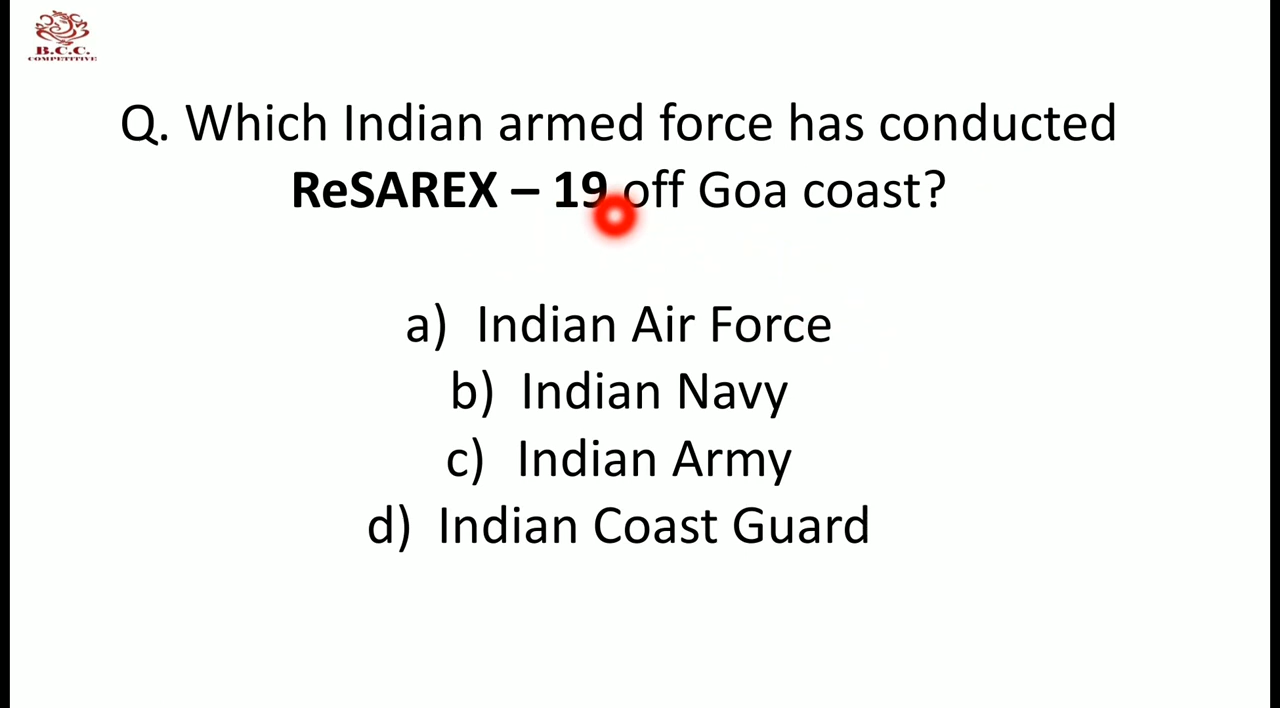 B.C.C.
COMPETITIVE
Q. Which Indian armed force has conducted
ReSAREX – 19 off Goa coast?
a) Indian Air Force
b) Indian Navy
c) Indian Army
d) Indian Coast Guard